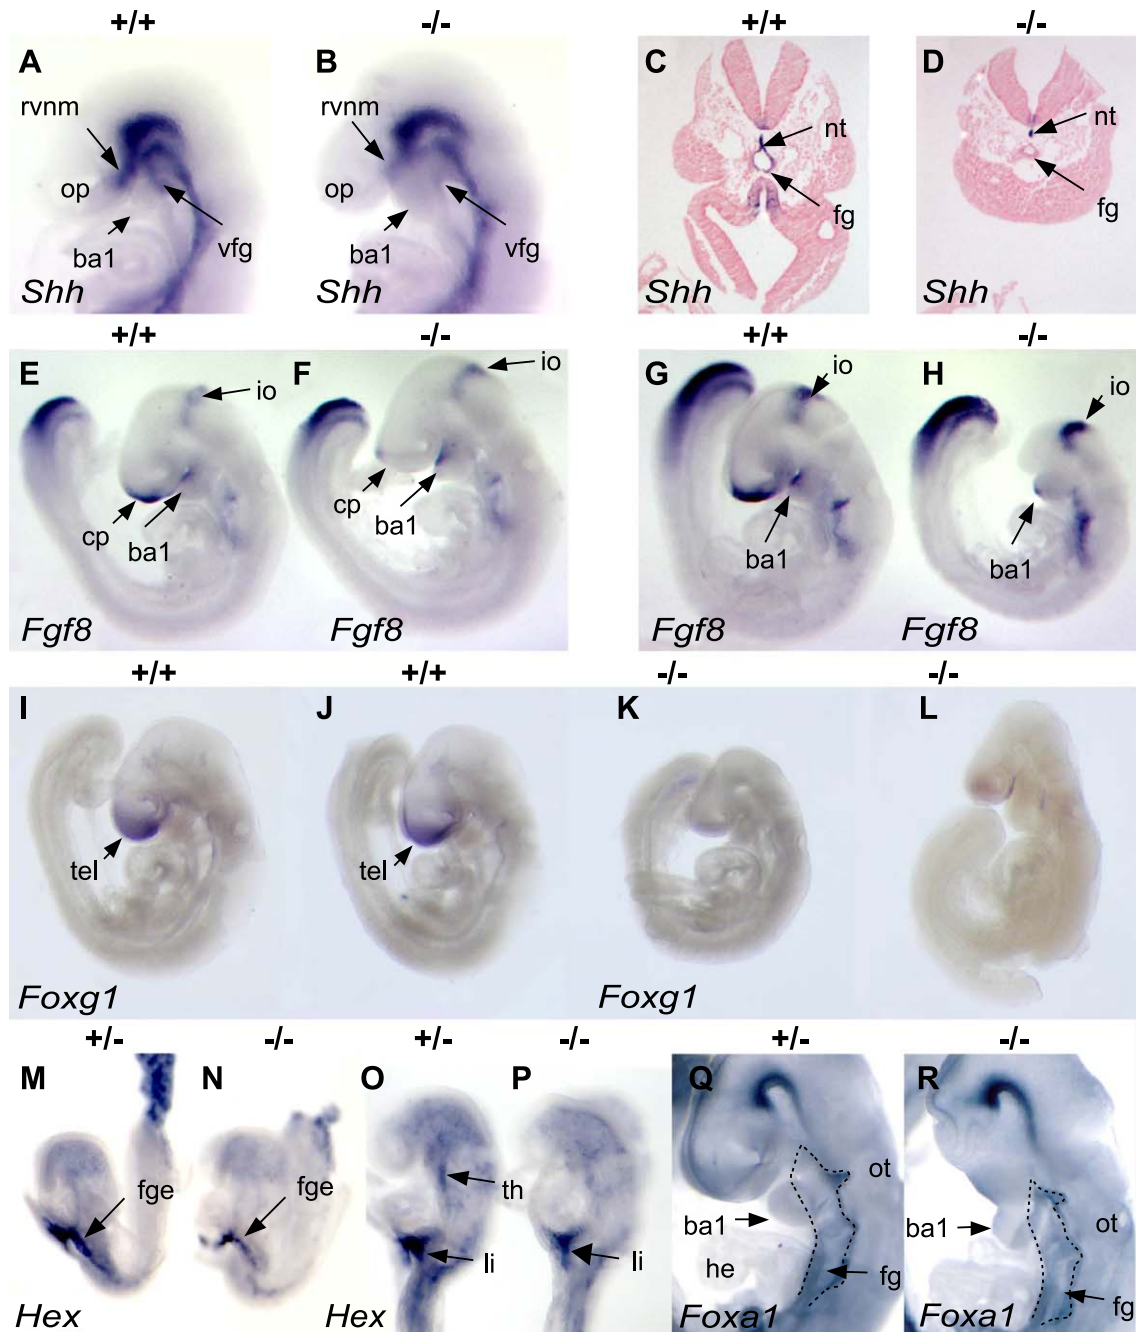 +/+ -/- +/+ -/-
A B C D
rvnm rvnm nt nt
op op
ba1 vfg ba1 vfg fg fg
Shh Shh Shh Shh
+/+ -/- +/+ -/-
E F G H
io io io io
cp ba1 cp ba1 ba1 ba1
Fgf8 Fgf8 Fgf8 Fgf8
+/+ +/+ -/- -/-
I J K L
tel tel
Foxg1 Foxg1
+/- -/- +/- -/- +/- -/-
M N O P Q R
fge fge th ot ot
ba1 ba1
li li he fg fg
Hex Hex Foxa1 Foxa1